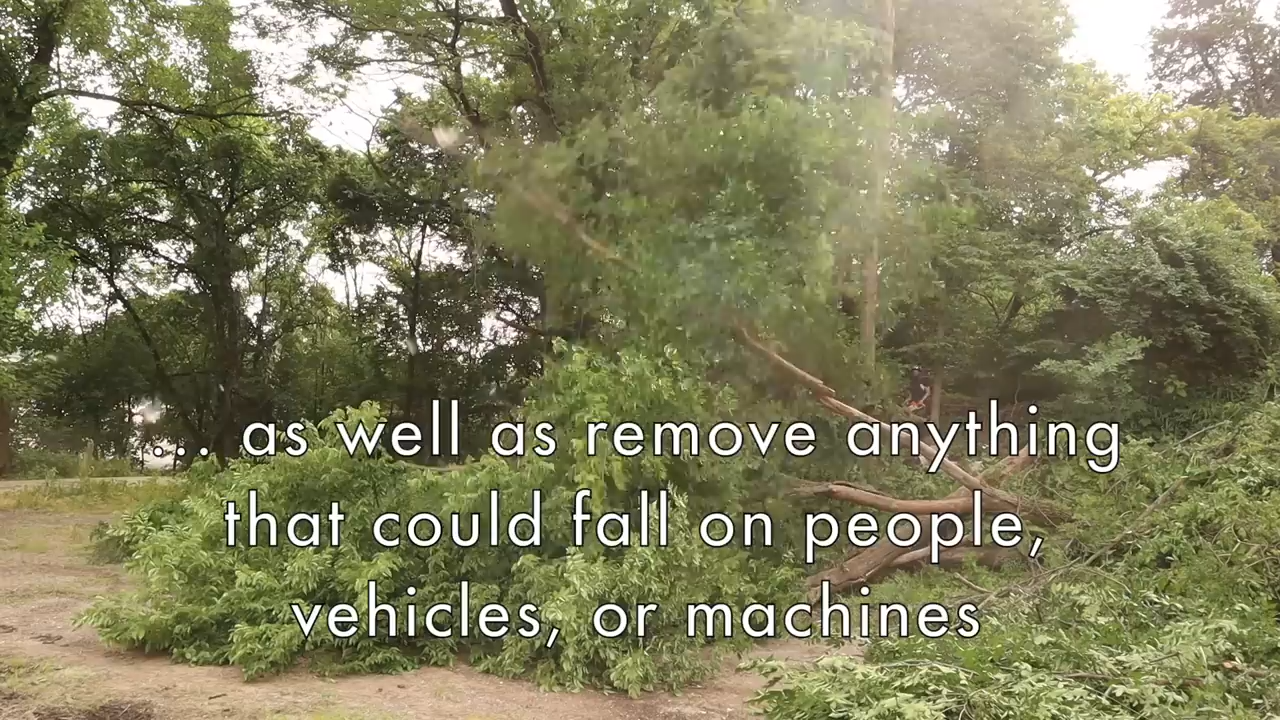 ... as well as remove anything
that could fall on people,
vehicles, or machines